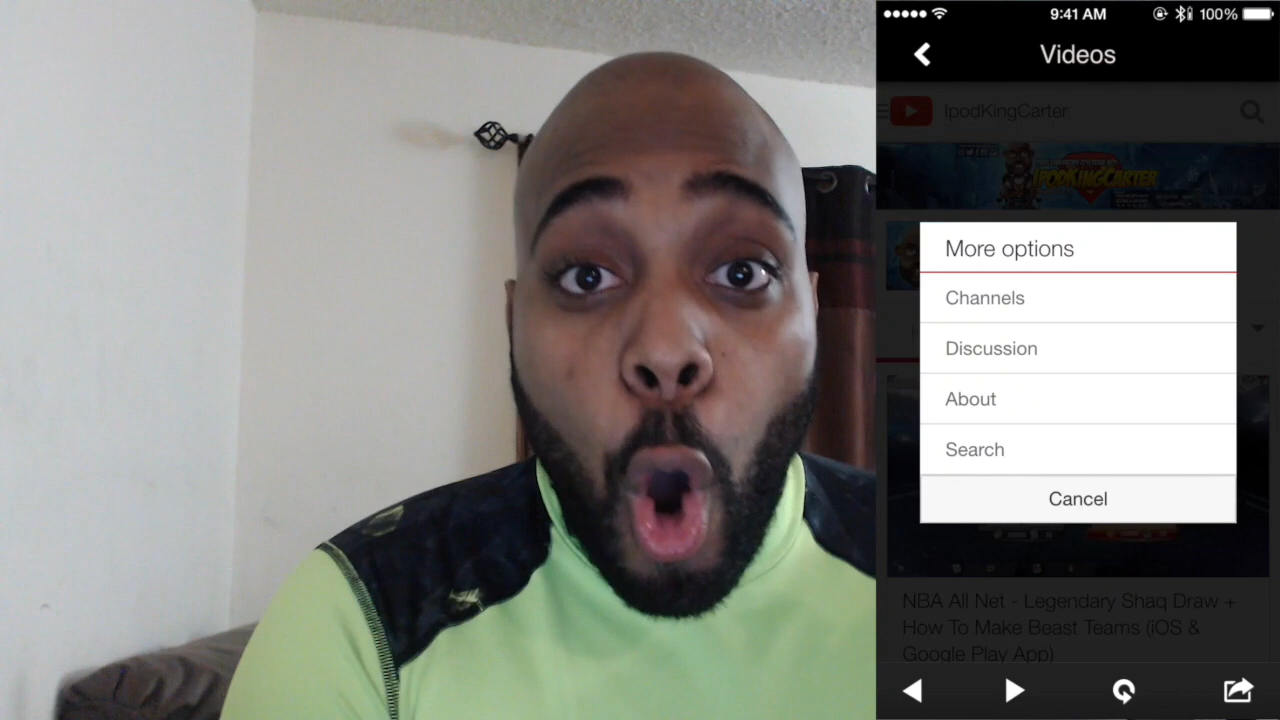 9:41 AM
100%
Videos
IpodKingCarter
IPODKINGCARTER
More options
Channels
Discussion
About
Search
Cancel
NBA All Net - Legendary Shaq Draw +
How To Make Beast Teams (iOS &
Google Play App)